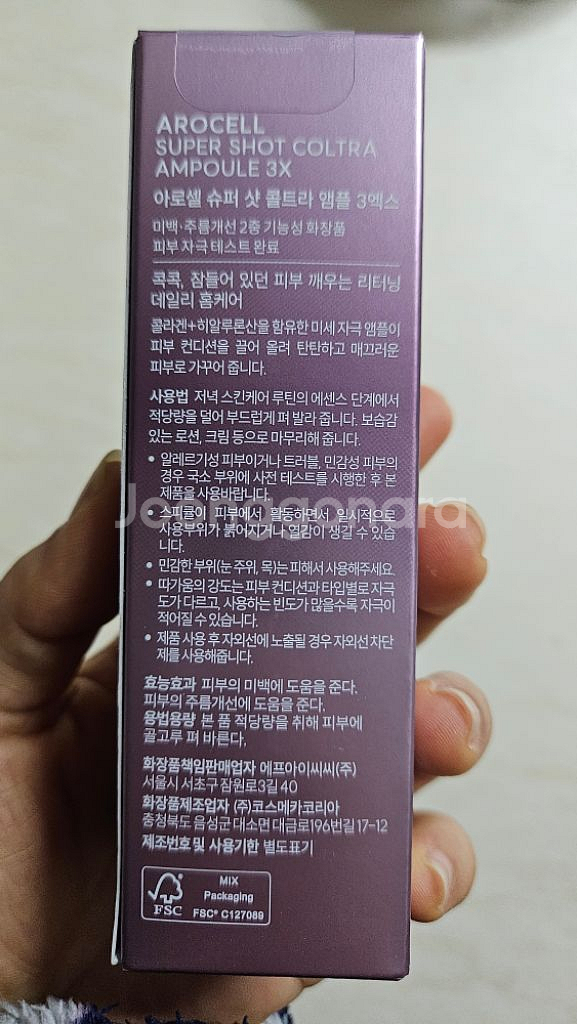 AROCELL
SUPER SHOT COLTRA
AMPOULE 3X
아로셀 슈퍼 샷 콜트라 앰플 3엑스
미백·주름개선 2중 기능성 화장품
피부 자극 테스트 완료
콕콕, 잠들어 있던 피부 깨우는 리터닝
데일리 홈케어
콜라겐+히알루론산을 함유한 미세 자극 앰플이
피부 컨디션을 끌어 올려 탄탄하고 매끄러운
피부로 가꾸어 줍니다.
사용법 저녁 스킨케어 루틴의 에센스 단계에서
적당량을 덜어 부드럽게 펴 발라 줍니다. 보습감
있는 로션, 크림 등으로 마무리해 줍니다.
• 알레르기성 피부이거나 트러블, 민감성 피부의
경우 국소 부위에 사전 테스트를 시행한 후 본
제품을 사용바랍니다.
• 스피큘이 피부에서 활동하면서 일시적으로
사용부위가 붉어지거나 열감이 생길 수 있습
니다.
• 민감한 부위(눈 주위, 목)는 피해서 사용해주세요.
• 따가움의 강도는 피부 컨디션과 타입별로 자극
도가 다르고, 사용하는 빈도가 많을수록 자극이
적어질 수 있습니다.
• 제품 사용 후 자외선에 노출될 경우 자외선 차단
제를 사용해줍니다.
효능효과 피부의 미백에 도움을 준다.
피부의 주름개선에 도움을 준다.
용법용량 본 품 적당량을 취해 피부에
골고루 펴 바른다.
화장품책임판매업자 에프아이씨씨(주)
서울시 서초구 잠원로3길 40
화장품제조업자 (주)코스메카코리아
충청북도 음성군 대소면 대금로196번길 17-12
제조번호 및 사용기한 별도표기
FSC
MIX
Packaging
FSC® C127089
Joonggonara